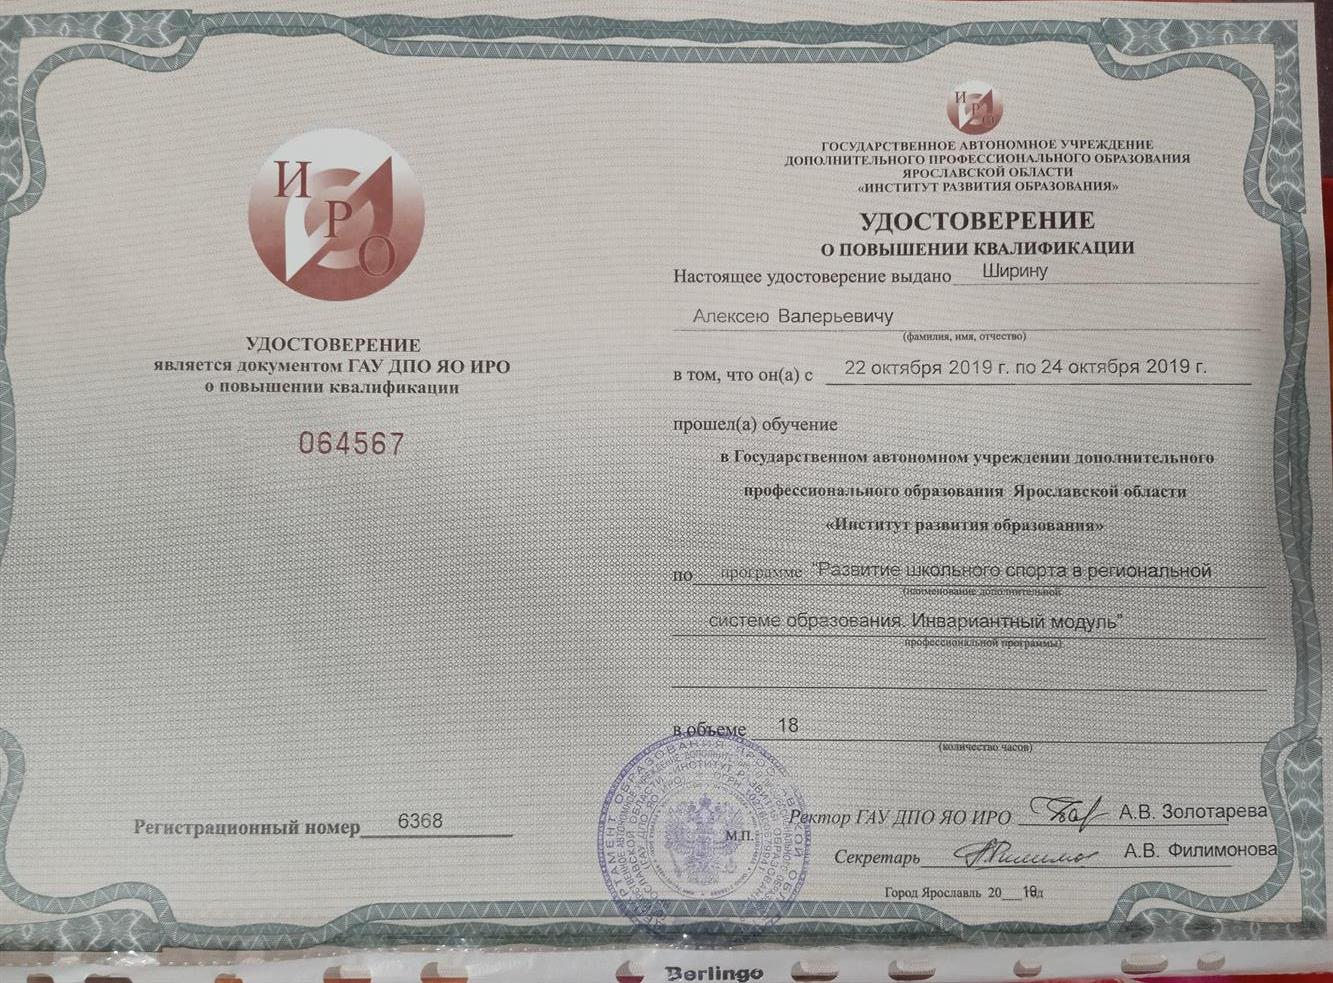 И
Р
О
УДОСТОВЕРЕНИЕ
является документом ГАУ ДПО ЯО ИРО
о повышении квалификации
064567
Регистрационный номер 6368
И
Р
О
ГОСУДАРСТВЕННОЕ АВТОНОМНОЕ УЧРЕЖДЕНИЕ
ДОПОЛНИТЕЛЬНОГО ПРОФЕССИОНАЛЬНОГО ОБРАЗОВАНИЯ
ЯРОСЛАВСКОЙ ОБЛАСТИ
«ИНСТИТУТ РАЗВИТИЯ ОБРАЗОВАНИЯ»
УДОСТОВЕРЕНИЕ
О ПОВЫШЕНИИ КВАЛИФИКАЦИИ
Настоящее удостоверение выдано Ширину
Алексею Валерьевичу
(фамилия, имя, отчество)
в том, что он(а) с 22 октября 2019 г. по 24 октября 2019 г.
прошел(а) обучение
в Государственном автономном учреждении дополнительного
профессионального образования Ярославской области
«Институт развития образования»
по программе "Развитие школьного спорта в региональной
(наименование дополнительной
системе образования. Инвариантный модуль"
профессиональной программы)
в объеме 18
(количество часов)
М.П.
Ректор ГАУ ДПО ЯО ИРО А.В. Золотарева
Секретарь А.В. Филимонова
Город Ярославль 20
Berlingo